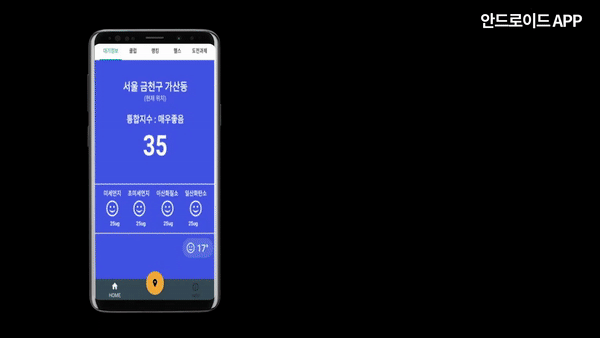 안드로이드 APP
대기정보 클럽 랭킹 헬스 도전과제
서울 금천구 가산동
(현재 위치)
통합지수 : 매우좋음
35
미세먼지 초미세먼지 이산화질소 일산화탄소
25ug 25ug 25ug 25ug
17°
HOME